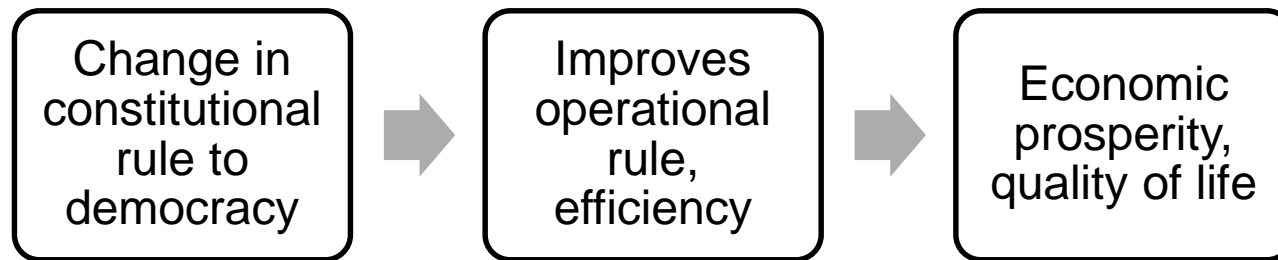 Change in
constitutional
rule to
democracy
Improves
operational
rule,
efficiency
Economic
prosperity,
quality of life